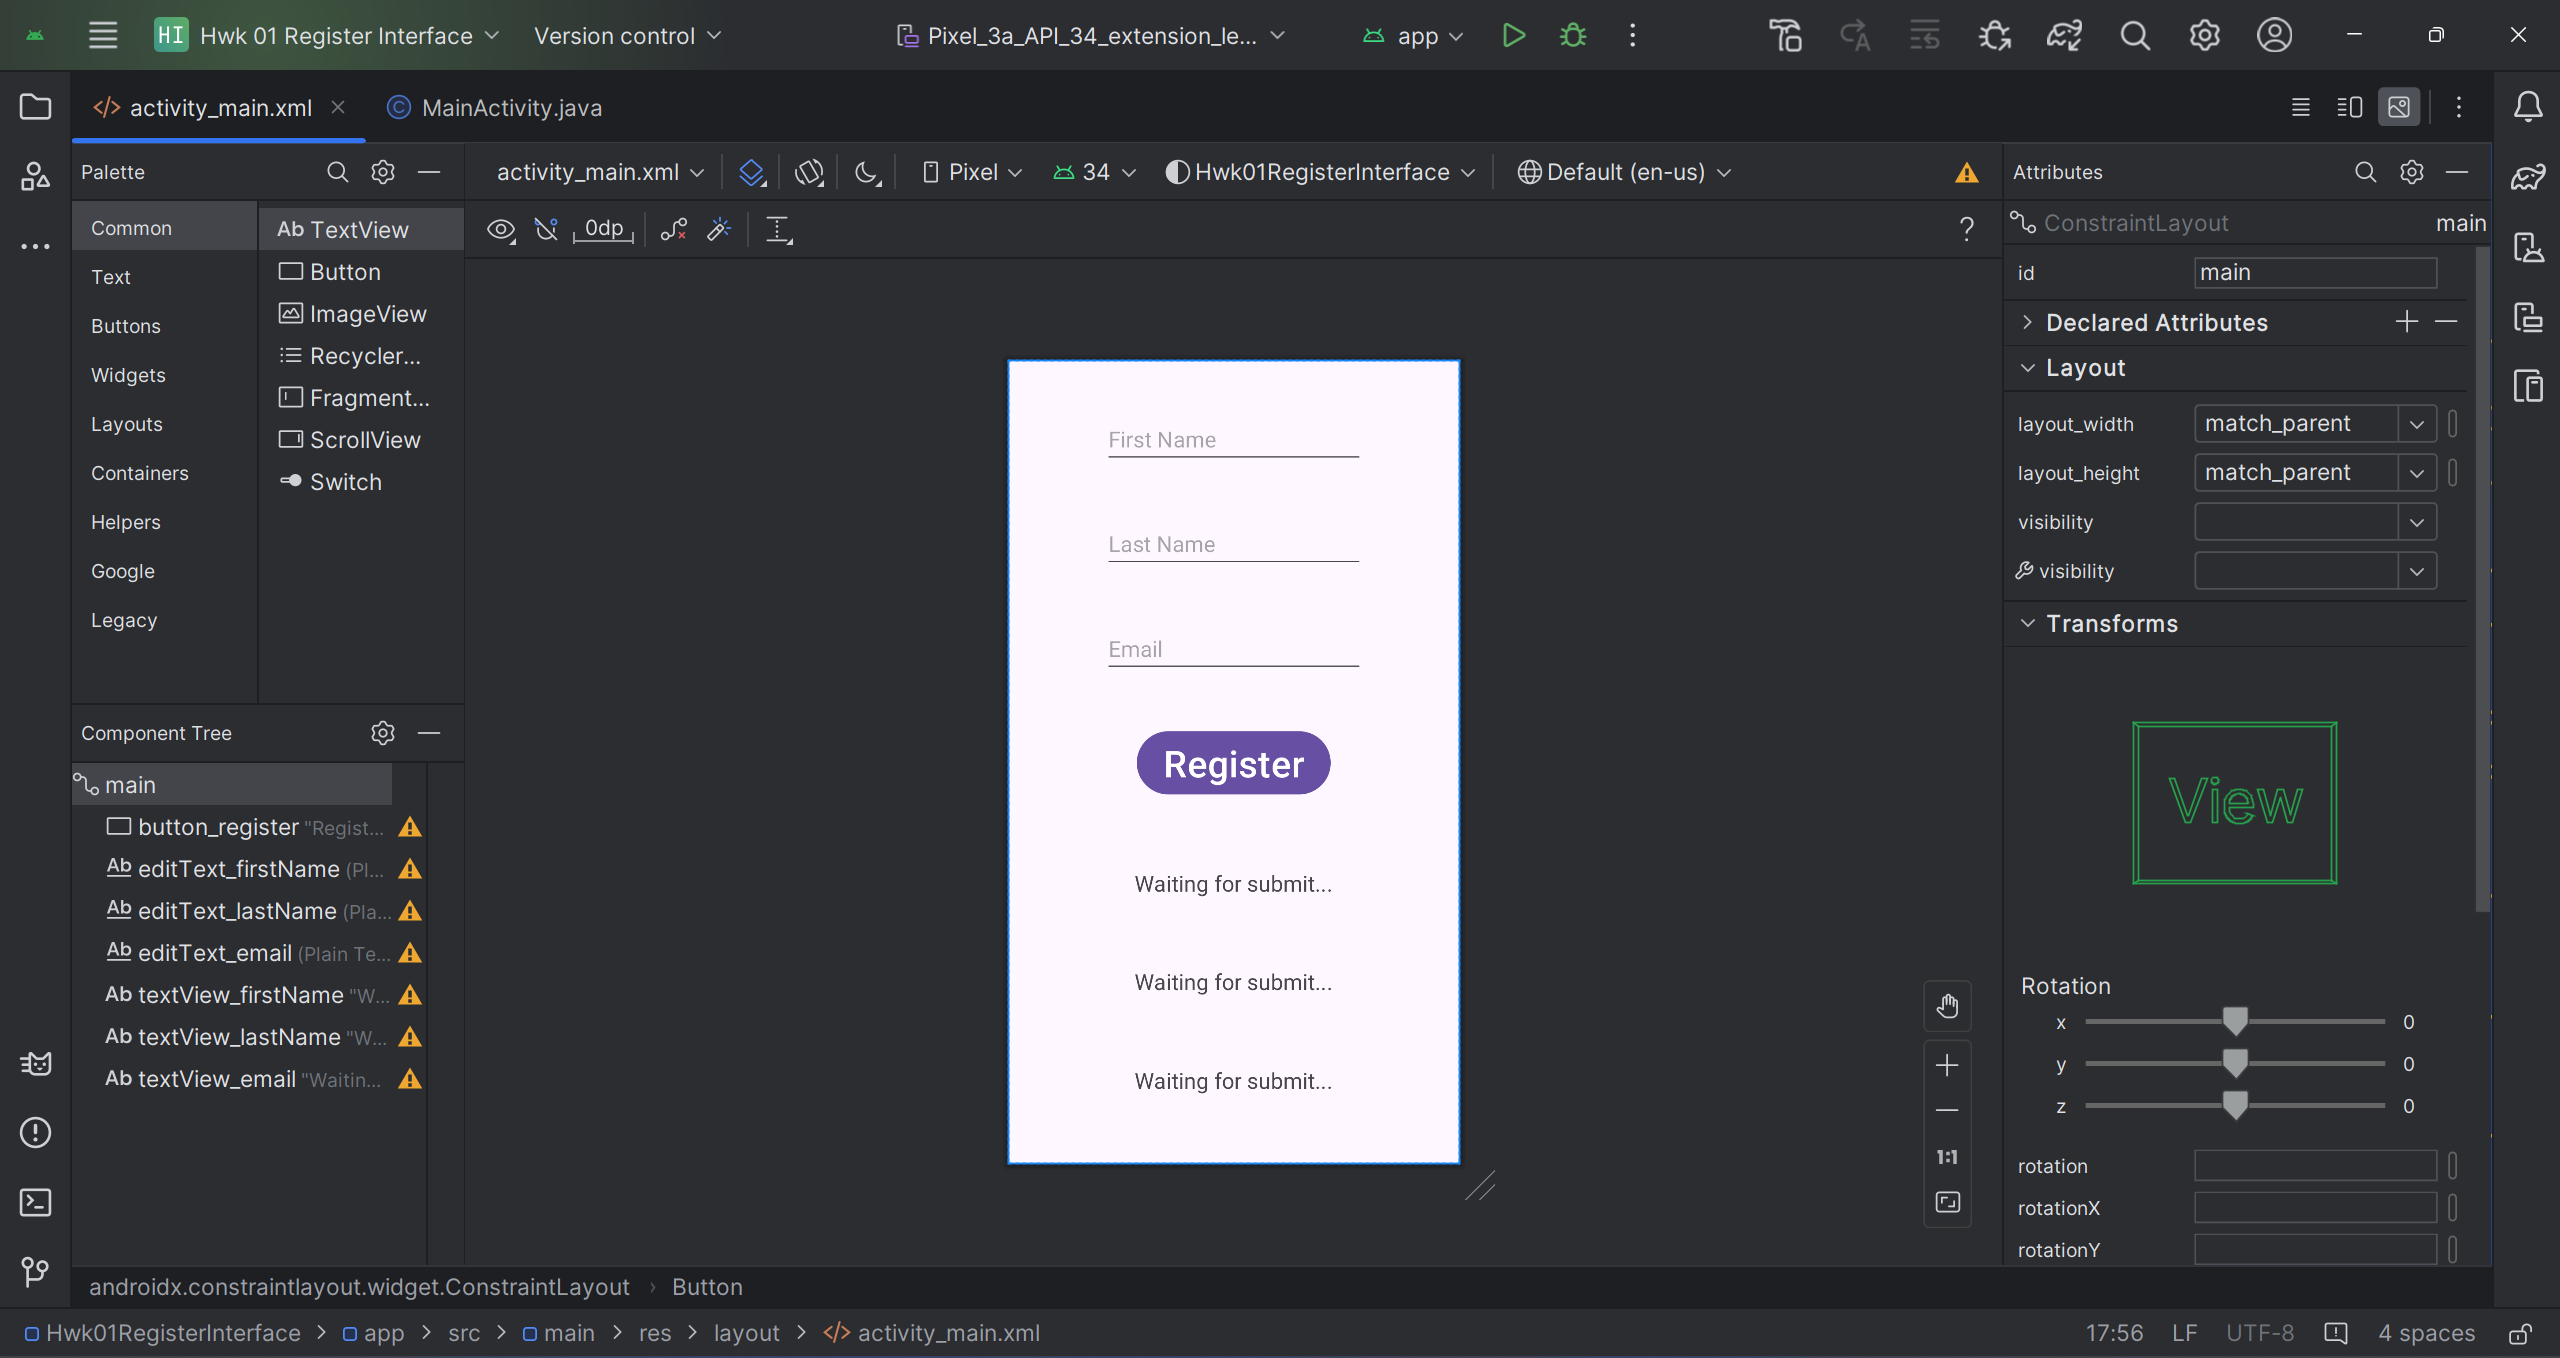 HI Hwk 01 Register Interface Version control Pixel_3a_API_34_extension_le... app
activity_main.xml MainActivity.java
Palette
Common
Text
Buttons
Widgets
Layouts
Containers
Helpers
Google
Legacy
Ab TextView
Button
ImageView
Recycler...
Fragment...
ScrollView
Switch
Component Tree
main
button_register "Regist...
Ab editText_firstName (Pl...
Ab editText_lastName (Pla...
Ab editText_email (Plain Te...
Ab textView_firstName "W...
Ab textView_lastName "W...
Ab textView_email "Waitin...
activity_main.xml Pixel 34 Hwk01RegisterInterface Default (en-us)
0dp ?
First Name
Last Name
Email
Register
Waiting for submit...
Waiting for submit...
Waiting for submit...
1:1
Attributes
ConstraintLayout main
id main
Declared Attributes
Layout
layout_width match_parent
layout_height match_parent
visibility
visibility
Transforms
View
Rotation
x 0
y 0
z 0
rotation
rotationX
rotationY
androidx.constraintlayout.widget.ConstraintLayout › Button
Hwk01RegisterInterface > app > src > main > res > layout > </> activity_main.xml 17:56 LF UTF-8 4 spaces